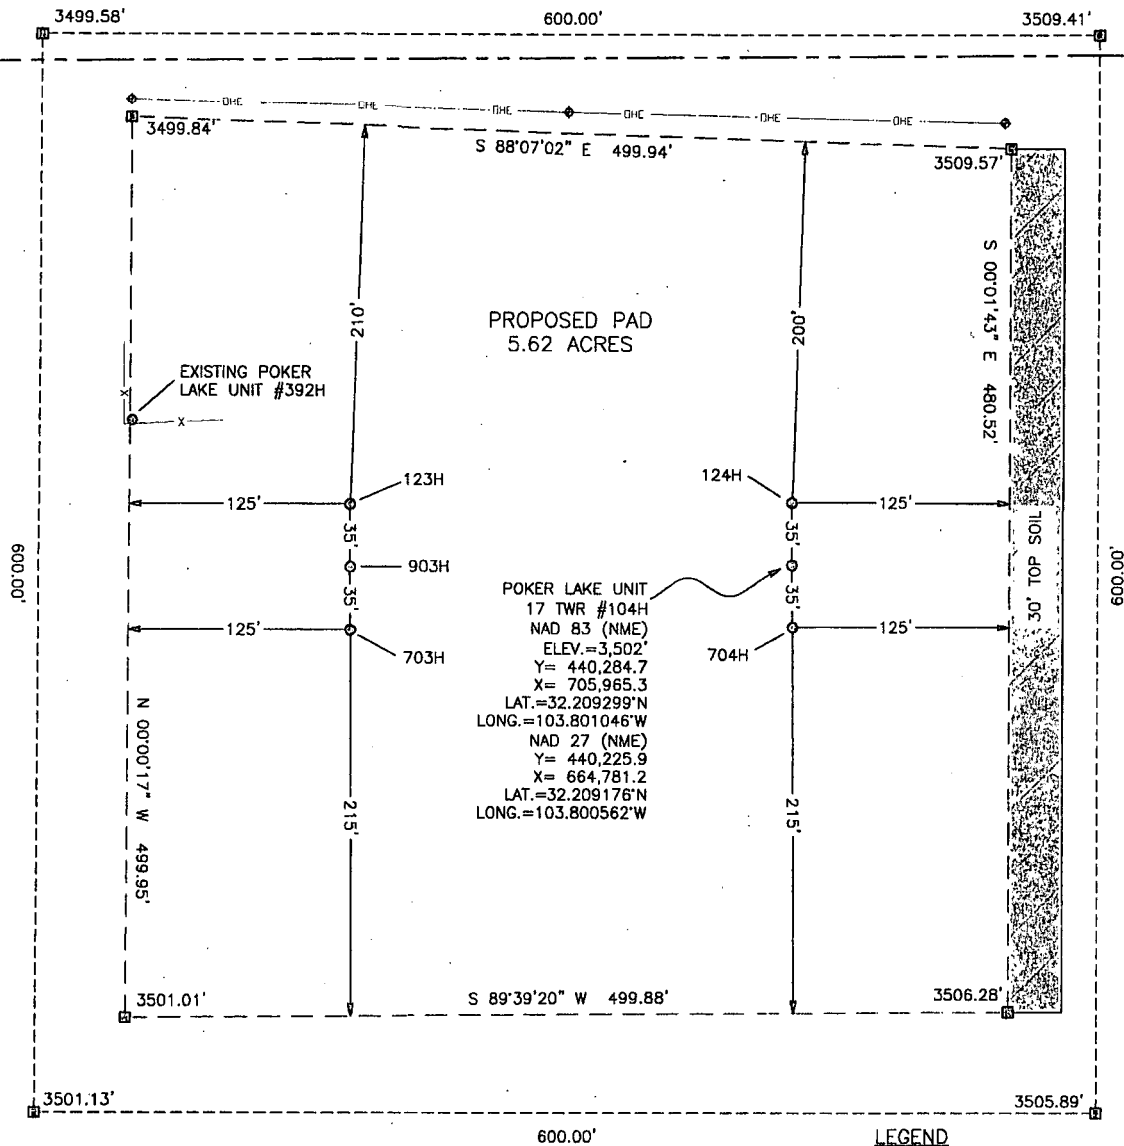 3499.58'
600.00'
3509.41'
OHE OHE OHE OHE OHE OHE
3499.84'
S 88°07'02" E 499.94'
3509.57'
S 00°01'43" E 480.52'
210'
200'
PROPOSED PAD
5.62 ACRES
EXISTING POKER
LAKE UNIT #392H
X
X
123H
124H
125'
125'
35'
35'
903H
30' TOP SOIL
600.00'
600.00'
35'
35'
POKER LAKE UNIT
17 TWR #104H
NAD 83 (NME)
ELEV.=3,502'
Y= 440,284.7
X= 705,965.3
LAT.=32.209299°N
LONG.=103.801046°W
NAD 27 (NME)
Y= 440,225.9
X= 664,781.2
LAT.=32.209176°N
LONG.=103.800562°W
125'
125'
703H
704H
N 00°00'17" W 499.95'
215'
215'
3501.01'
S 89°39'20" W 499.88'
3506.28'
3501.13'
3505.89'
600.00'
LEGEND